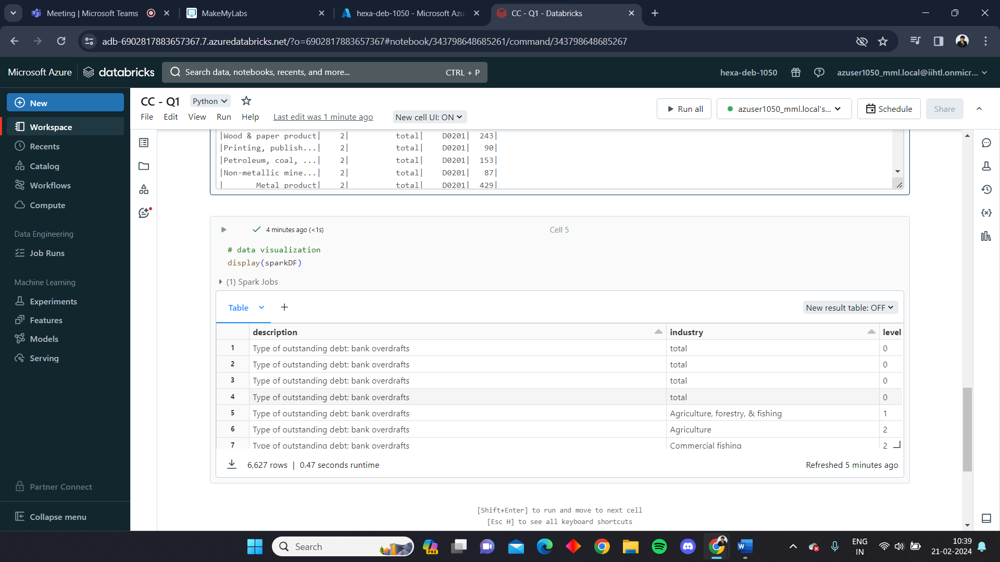 Meeting | Microsoft Teams
MakeMyLabs
hexa-deb-1050 - Microsoft Azu
CC - Q1 - Databricks
adb-6902817883657367.7.azuredatabricks.net/?o=6902817883657367#notebook/343798648685261/command/343798648685267
Microsoft Azure
databricks
Search data, notebooks, recents, and more...
CTRL + P
hexa-deb-1050
azuser1050_mml.local@iihtl.onmicr...
New
Workspace
Recents
Catalog
Workflows
Compute
Data Engineering
Job Runs
Machine Learning
Experiments
Features
Models
Serving
Partner Connect
Collapse menu
CC - Q1
Python
File Edit View Run Help
Last edit was 1 minute ago
New cell UI: ON
Run all
azuser1050_mml.local's...
Schedule
Share
|Wood & paper product| 2| total| D0201| 243|
|Printing, publish...| 2| total| D0201| 90|
|Petroleum, coal, ...| 2| total| D0201| 153|
|Non-metallic mine...| 2| total| D0201| 87|
| Metal product| 2| total| D0201| 429|
4 minutes ago (<1s)
Cell 5
# data visualization
display(sparkDF)
(1) Spark Jobs
Table
New result table: OFF
description industry level
1 Type of outstanding debt: bank overdrafts total 0
2 Type of outstanding debt: bank overdrafts total 0
3 Type of outstanding debt: bank overdrafts total 0
4 Type of outstanding debt: bank overdrafts total 0
5 Type of outstanding debt: bank overdrafts Agriculture, forestry, & fishing 1
6 Type of outstanding debt: bank overdrafts Agriculture 2
7 Type of outstanding debt: bank overdrafts Commercial fishing 2
6,627 rows | 0.47 seconds runtime
Refreshed 5 minutes ago
[Shift+Enter] to run and move to next cell
[Esc H] to see all keyboard shortcuts
Search
PRE
ENG
IN
10:39
21-02-2024